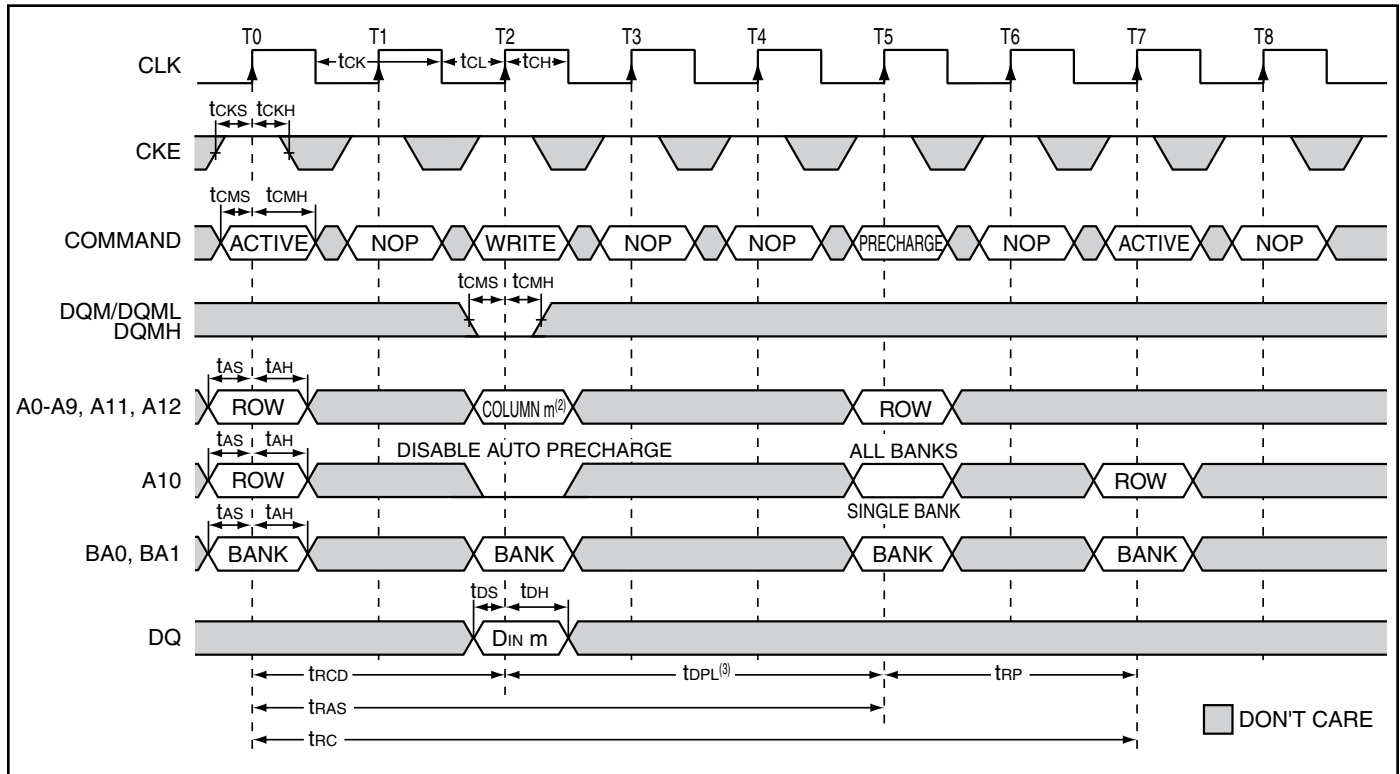 T0 T1 T2 T3 T4 T5 T6 T7 T8
CLK
tCK tCL tCH
tCKS tCKH
CKE
tCMS tCMH
COMMAND ACTIVE NOP WRITE NOP NOP PRECHARGE NOP ACTIVE NOP
tCMS tCMH
DQM/DQML
DQMH
tAS tAH
A0-A9, A11, A12 ROW COLUMN m(2) ROW
tAS tAH DISABLE AUTO PRECHARGE ALL BANKS
A10 ROW ROW
tAS tAH SINGLE BANK
BA0, BA1 BANK BANK BANK BANK
tDS tDH
DQ DIN m
tRCD tDPL(3) tRP
tRAS
DON'T CARE
tRC